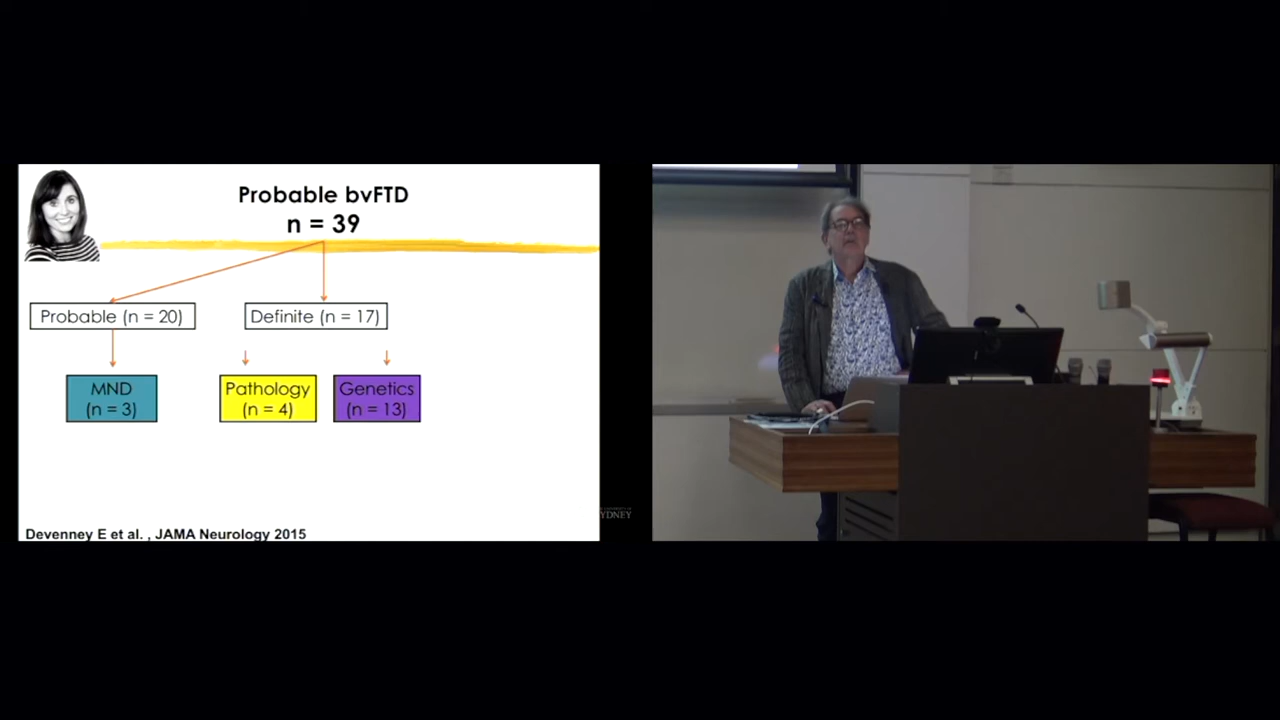 Probable bvFTD
n = 39
Probable (n = 20)
Definite (n = 17)
MND
(n = 3)
Pathology
(n = 4)
Genetics
(n = 13)
Devenney E et al. , JAMA Neurology 2015
YDNEY